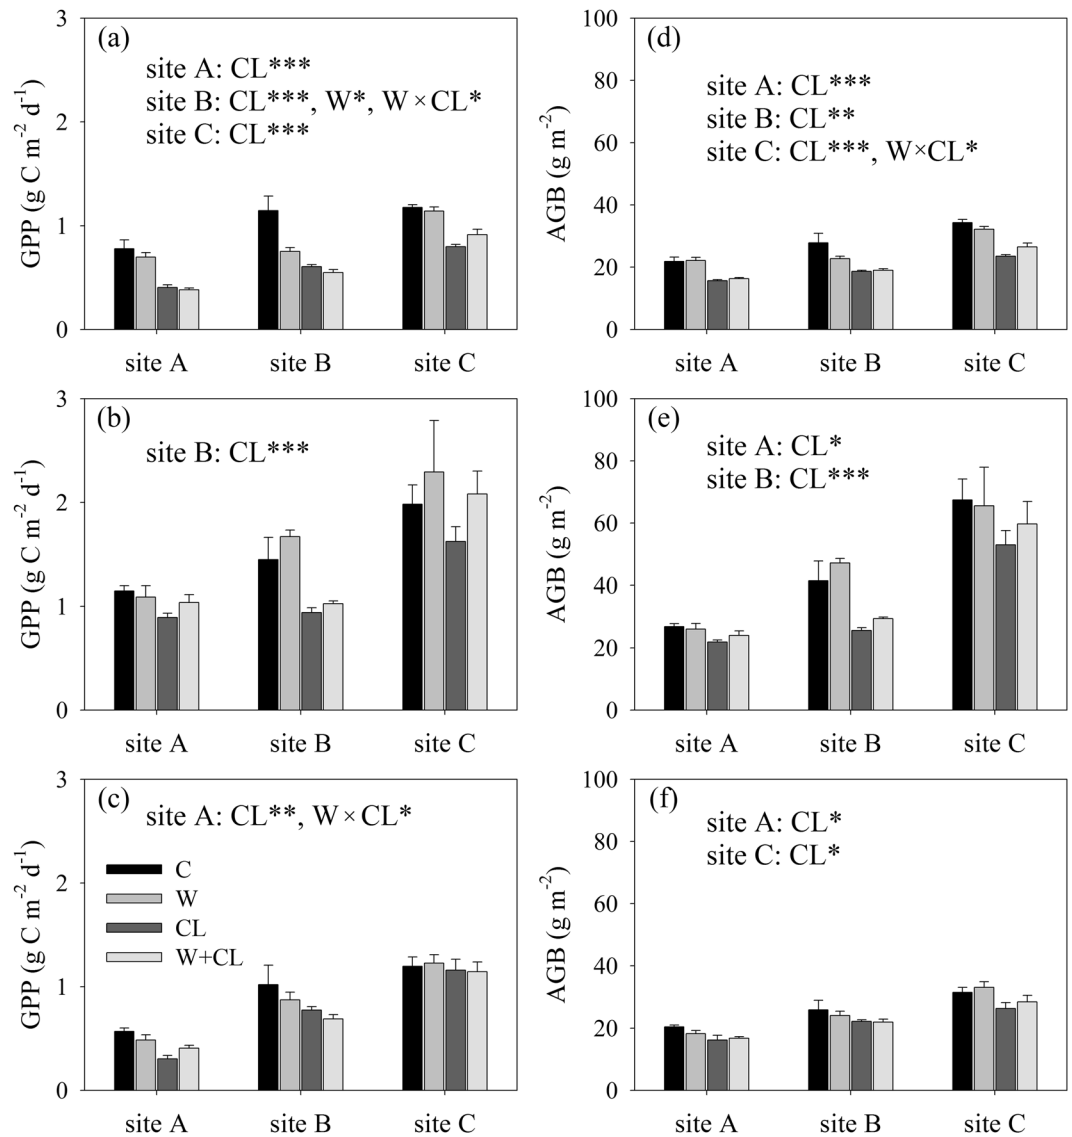 (a)
site A: CL***
site B: CL***, W*, W × CL*
site C: CL***
GPP (g C m⁻² d⁻¹)
3
2
1
0
site A site B site C
(d)
site A: CL***
site B: CL**
site C: CL***, W×CL*
AGB (g m⁻²)
100
80
60
40
20
0
site A site B site C
(b)
site B: CL***
GPP (g C m⁻² d⁻¹)
3
2
1
0
site A site B site C
(e)
site A: CL*
site B: CL***
AGB (g m⁻²)
100
80
60
40
20
0
site A site B site C
(c)
site A: CL**, W × CL*
C
W
CL
W+CL
GPP (g C m⁻² d⁻¹)
3
2
1
0
site A site B site C
(f)
site A: CL*
site C: CL*
AGB (g m⁻²)
100
80
60
40
20
0
site A site B site C